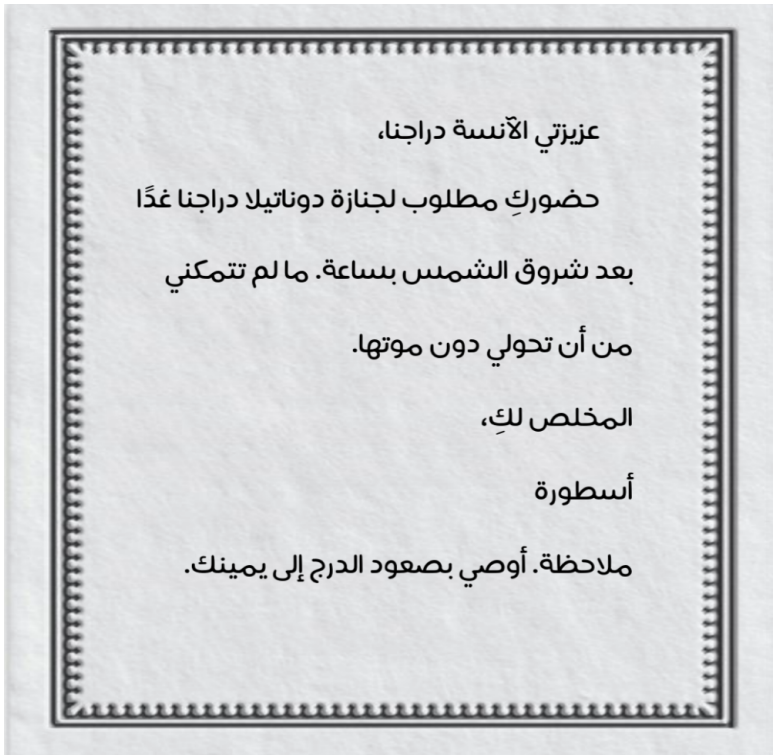 عزيزتي الآنسة دراجنا،
حضوركِ مطلوب لجنازة دوناتيلا دراجنا غدًا
بعد شروق الشمس بساعة. ما لم تتمكني
من أن تحولي دون موتها.
المخلص لكِ،
أسطورة
ملاحظة. أوصي بصعود الدرج إلى يمينك.